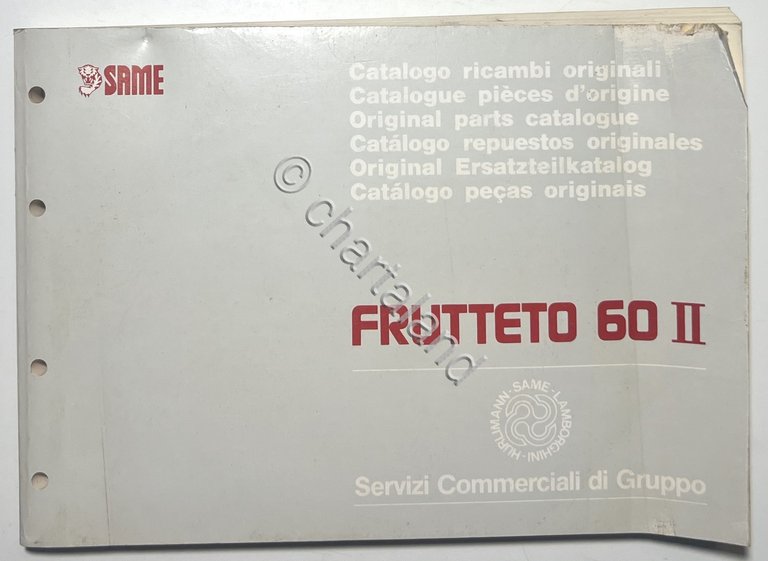 SAME
Catalogo ricambi originali
Catalogue pièces d'origine
Original parts catalogue
Catálogo repuestos originales
Original Ersatzteilkatalog
Catálogo peças originais
© chartaland
FRUTTETO 60 II
HURLIMANN-SAME-LAMBORGHINI-
Servizi Commerciali di Gruppo